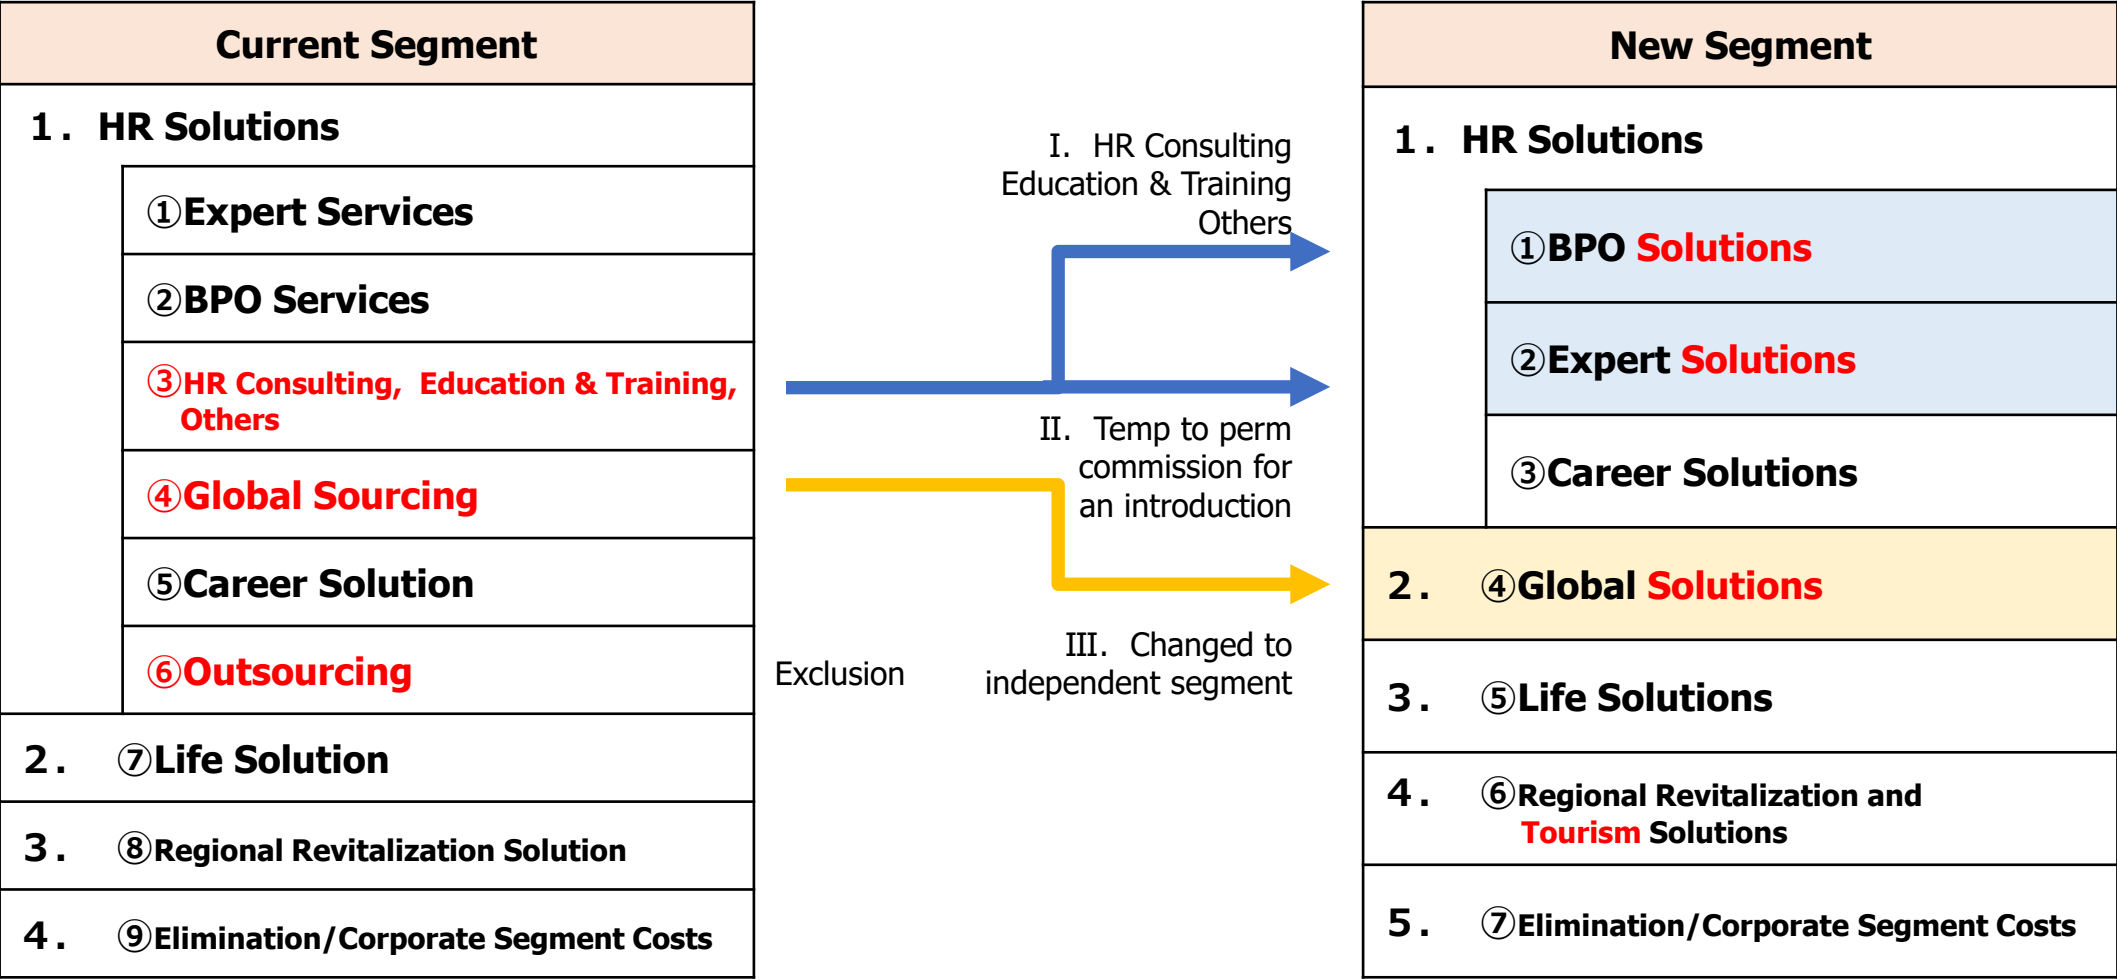 Current Segment
1. HR Solutions
①Expert Services
②BPO Services
③HR Consulting, Education & Training,
Others
④Global Sourcing
⑤Career Solution
⑥Outsourcing
2. ⑦Life Solution
3. ⑧Regional Revitalization Solution
4. ⑨Elimination/Corporate Segment Costs
I. HR Consulting
Education & Training
Others
II. Temp to perm
commission for
an introduction
Exclusion
III. Changed to
independent segment
New Segment
1. HR Solutions
①BPO Solutions
②Expert Solutions
③Career Solutions
2. ④Global Solutions
3. ⑤Life Solutions
4. ⑥Regional Revitalization and
Tourism Solutions
5. ⑦Elimination/Corporate Segment Costs